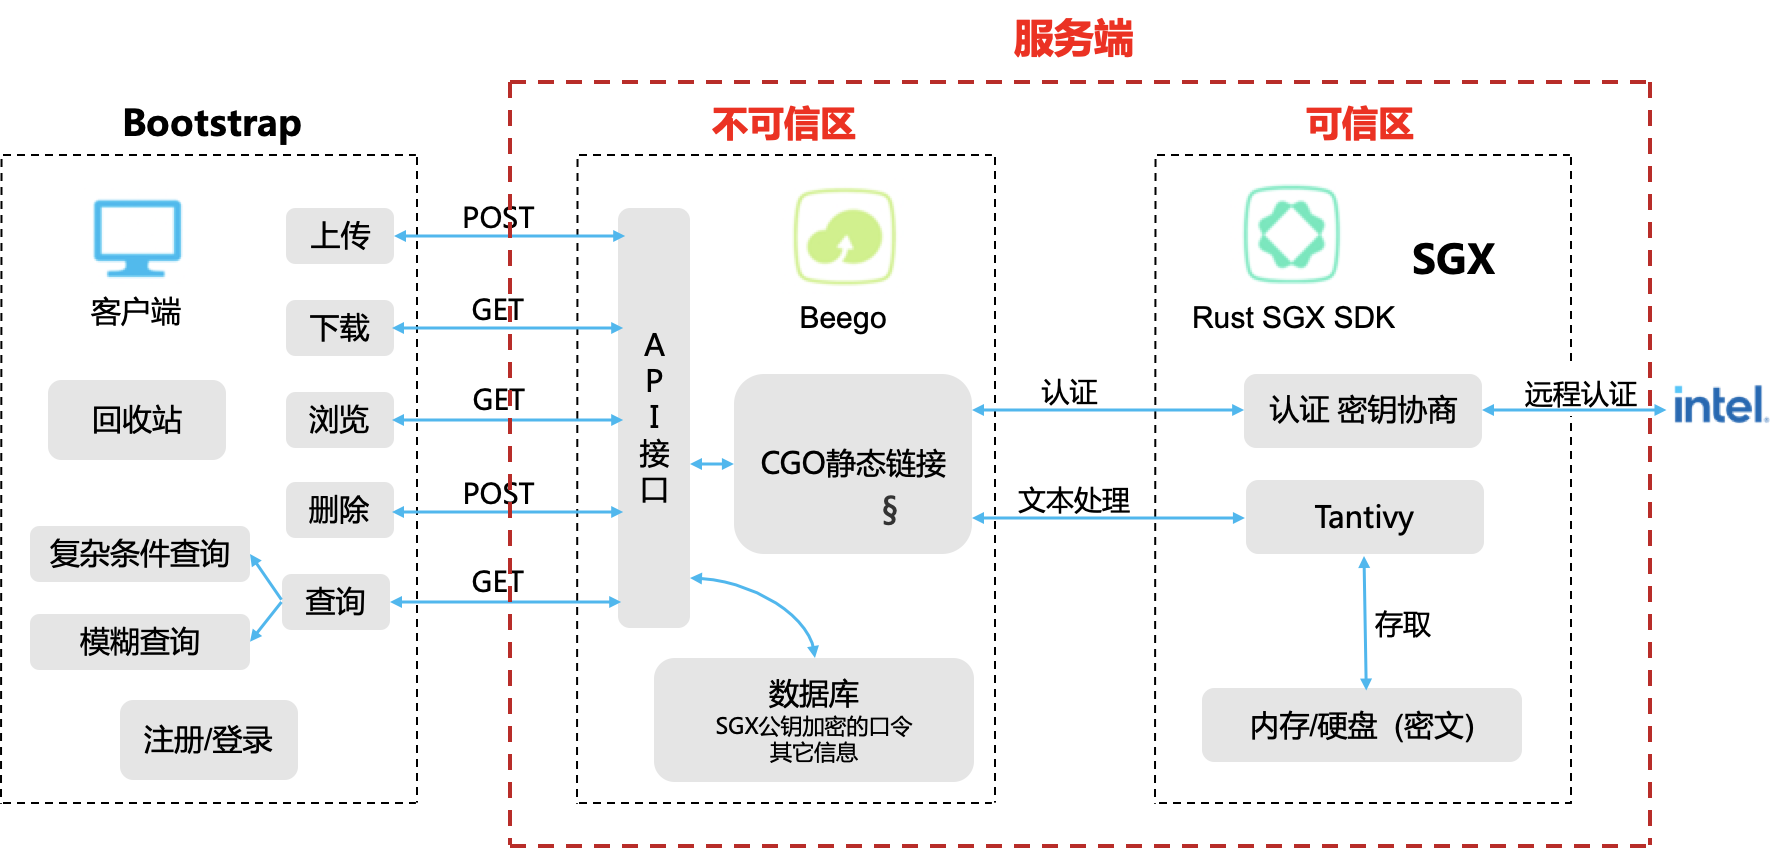 服务端
Bootstrap
不可信区
可信区
客户端
上传
POST
下载
GET
回收站
浏览
GET
删除
POST
复杂条件查询
模糊查询
查询
GET
注册/登录
A
P
I
接
口
Beego
CGO静态链接
§
数据库
SGX公钥加密的口令
其它信息
认证
文本处理
SGX
Rust SGX SDK
认证 密钥协商
远程认证
intel
Tantivy
存取
内存/硬盘 (密文)